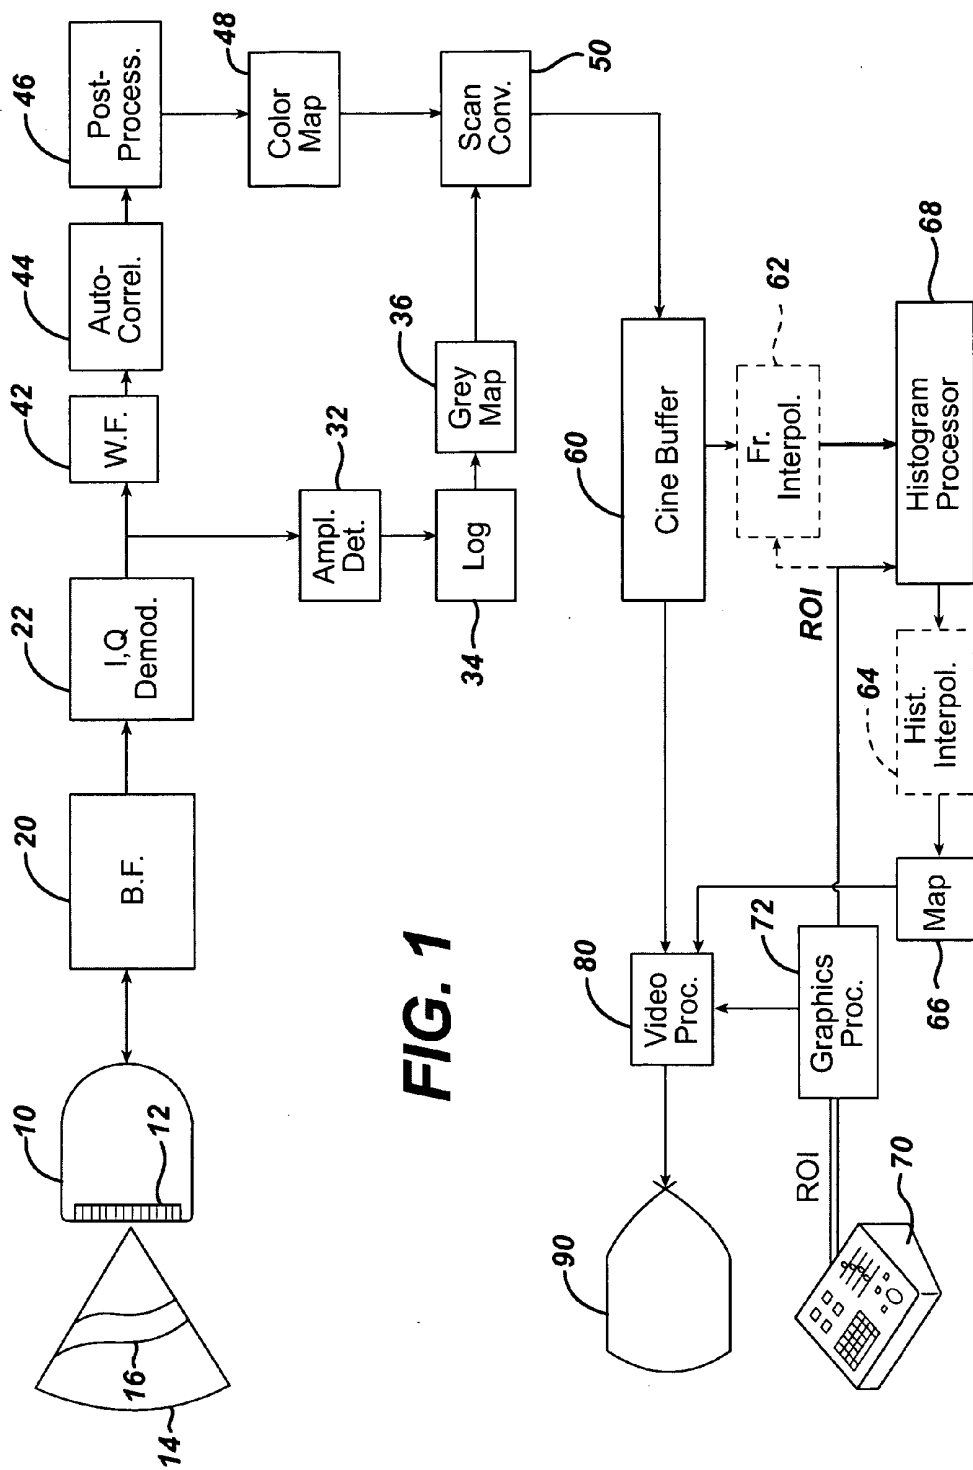 10
12
14
16
20
B.F.
22
I,Q
Demod.
42
W.F.
44
Auto-
Correl.
46
Post-
Process.
48
Color
Map
32
Ampl.
Det.
34
Log
36
Grey
Map
50
Scan
Conv.
FIG. 1
60
Cine Buffer
62
Fr.
Interpol.
68
Histogram
Processor
ROI
64
Hist.
Interpol.
66
Map
72
Graphics
Proc.
80
Video
Proc.
90
ROI
70